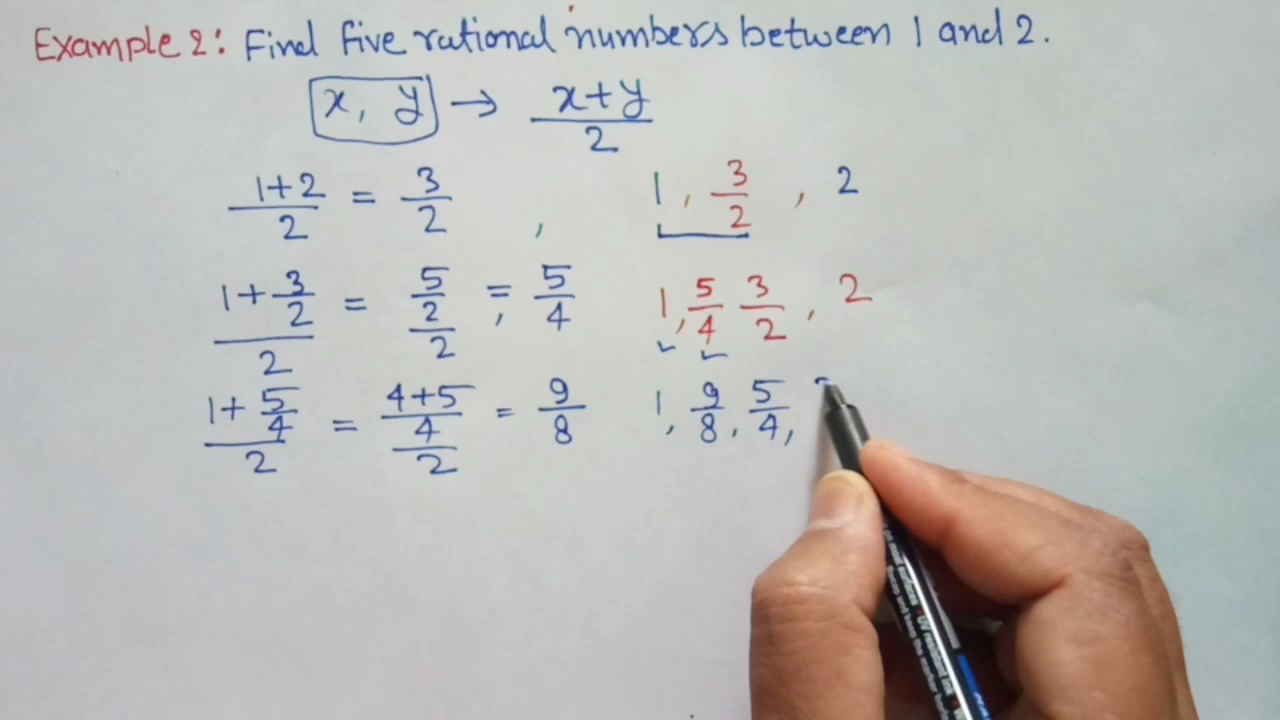 Example 2: Find five rational numbers between 1 and 2.
x, y → x+y/2
1+2/2 = 3/2 , 1, 3/2, 2
1+3/2/2 = 5/2/2 =, 5/4 1, 5/4 3/2, 2
1+5/4/2 = 4+5/4/2 = 9/8 1, 9/8, 5/4,